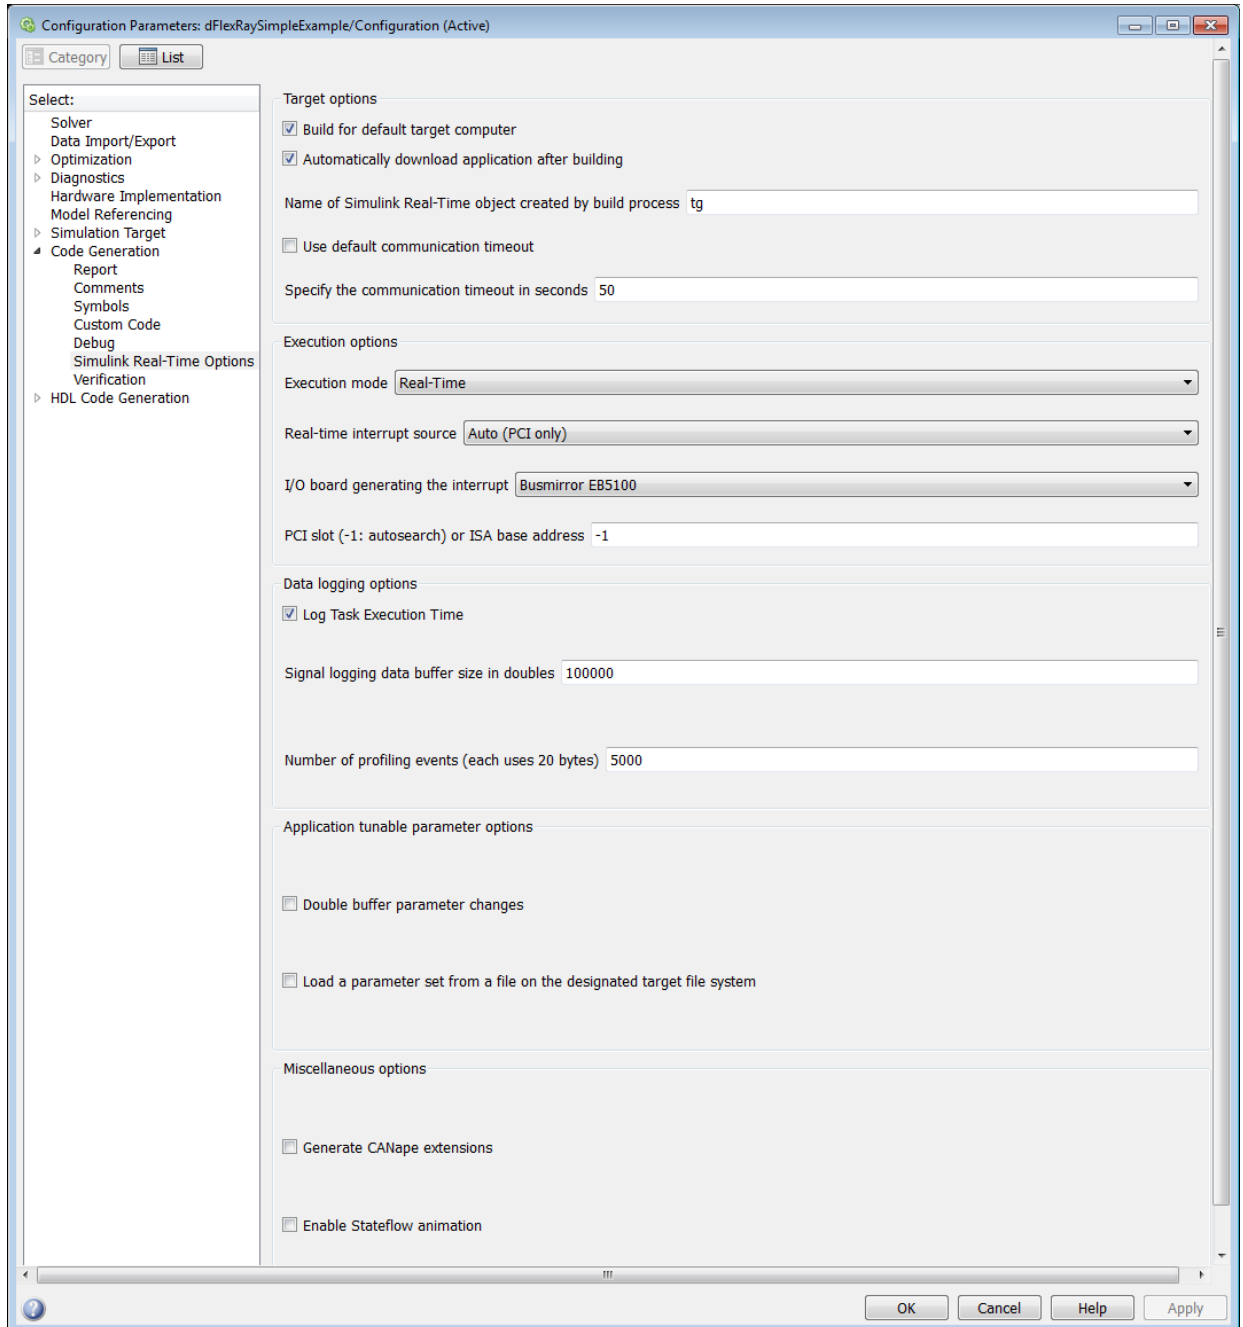 Configuration Parameters: dFlexRaySimpleExample/Configuration (Active)
Category
List
Select:
Solver
Data Import/Export
Optimization
Diagnostics
Hardware Implementation
Model Referencing
Simulation Target
Code Generation
Report
Comments
Symbols
Custom Code
Debug
Simulink Real-Time Options
Verification
HDL Code Generation
Target options
Build for default target computer
Automatically download application after building
Name of Simulink Real-Time object created by build process tg
Use default communication timeout
Specify the communication timeout in seconds 50
Execution options
Execution mode Real-Time
Real-time interrupt source Auto (PCI only)
I/O board generating the interrupt Busmirror EB5100
PCI slot (-1: autosearch) or ISA base address -1
Data logging options
Log Task Execution Time
Signal logging data buffer size in doubles 100000
Number of profiling events (each uses 20 bytes) 5000
Application tunable parameter options
Double buffer parameter changes
Load a parameter set from a file on the designated target file system
Miscellaneous options
Generate CANape extensions
Enable Stateflow animation
OK
Cancel
Help
Apply